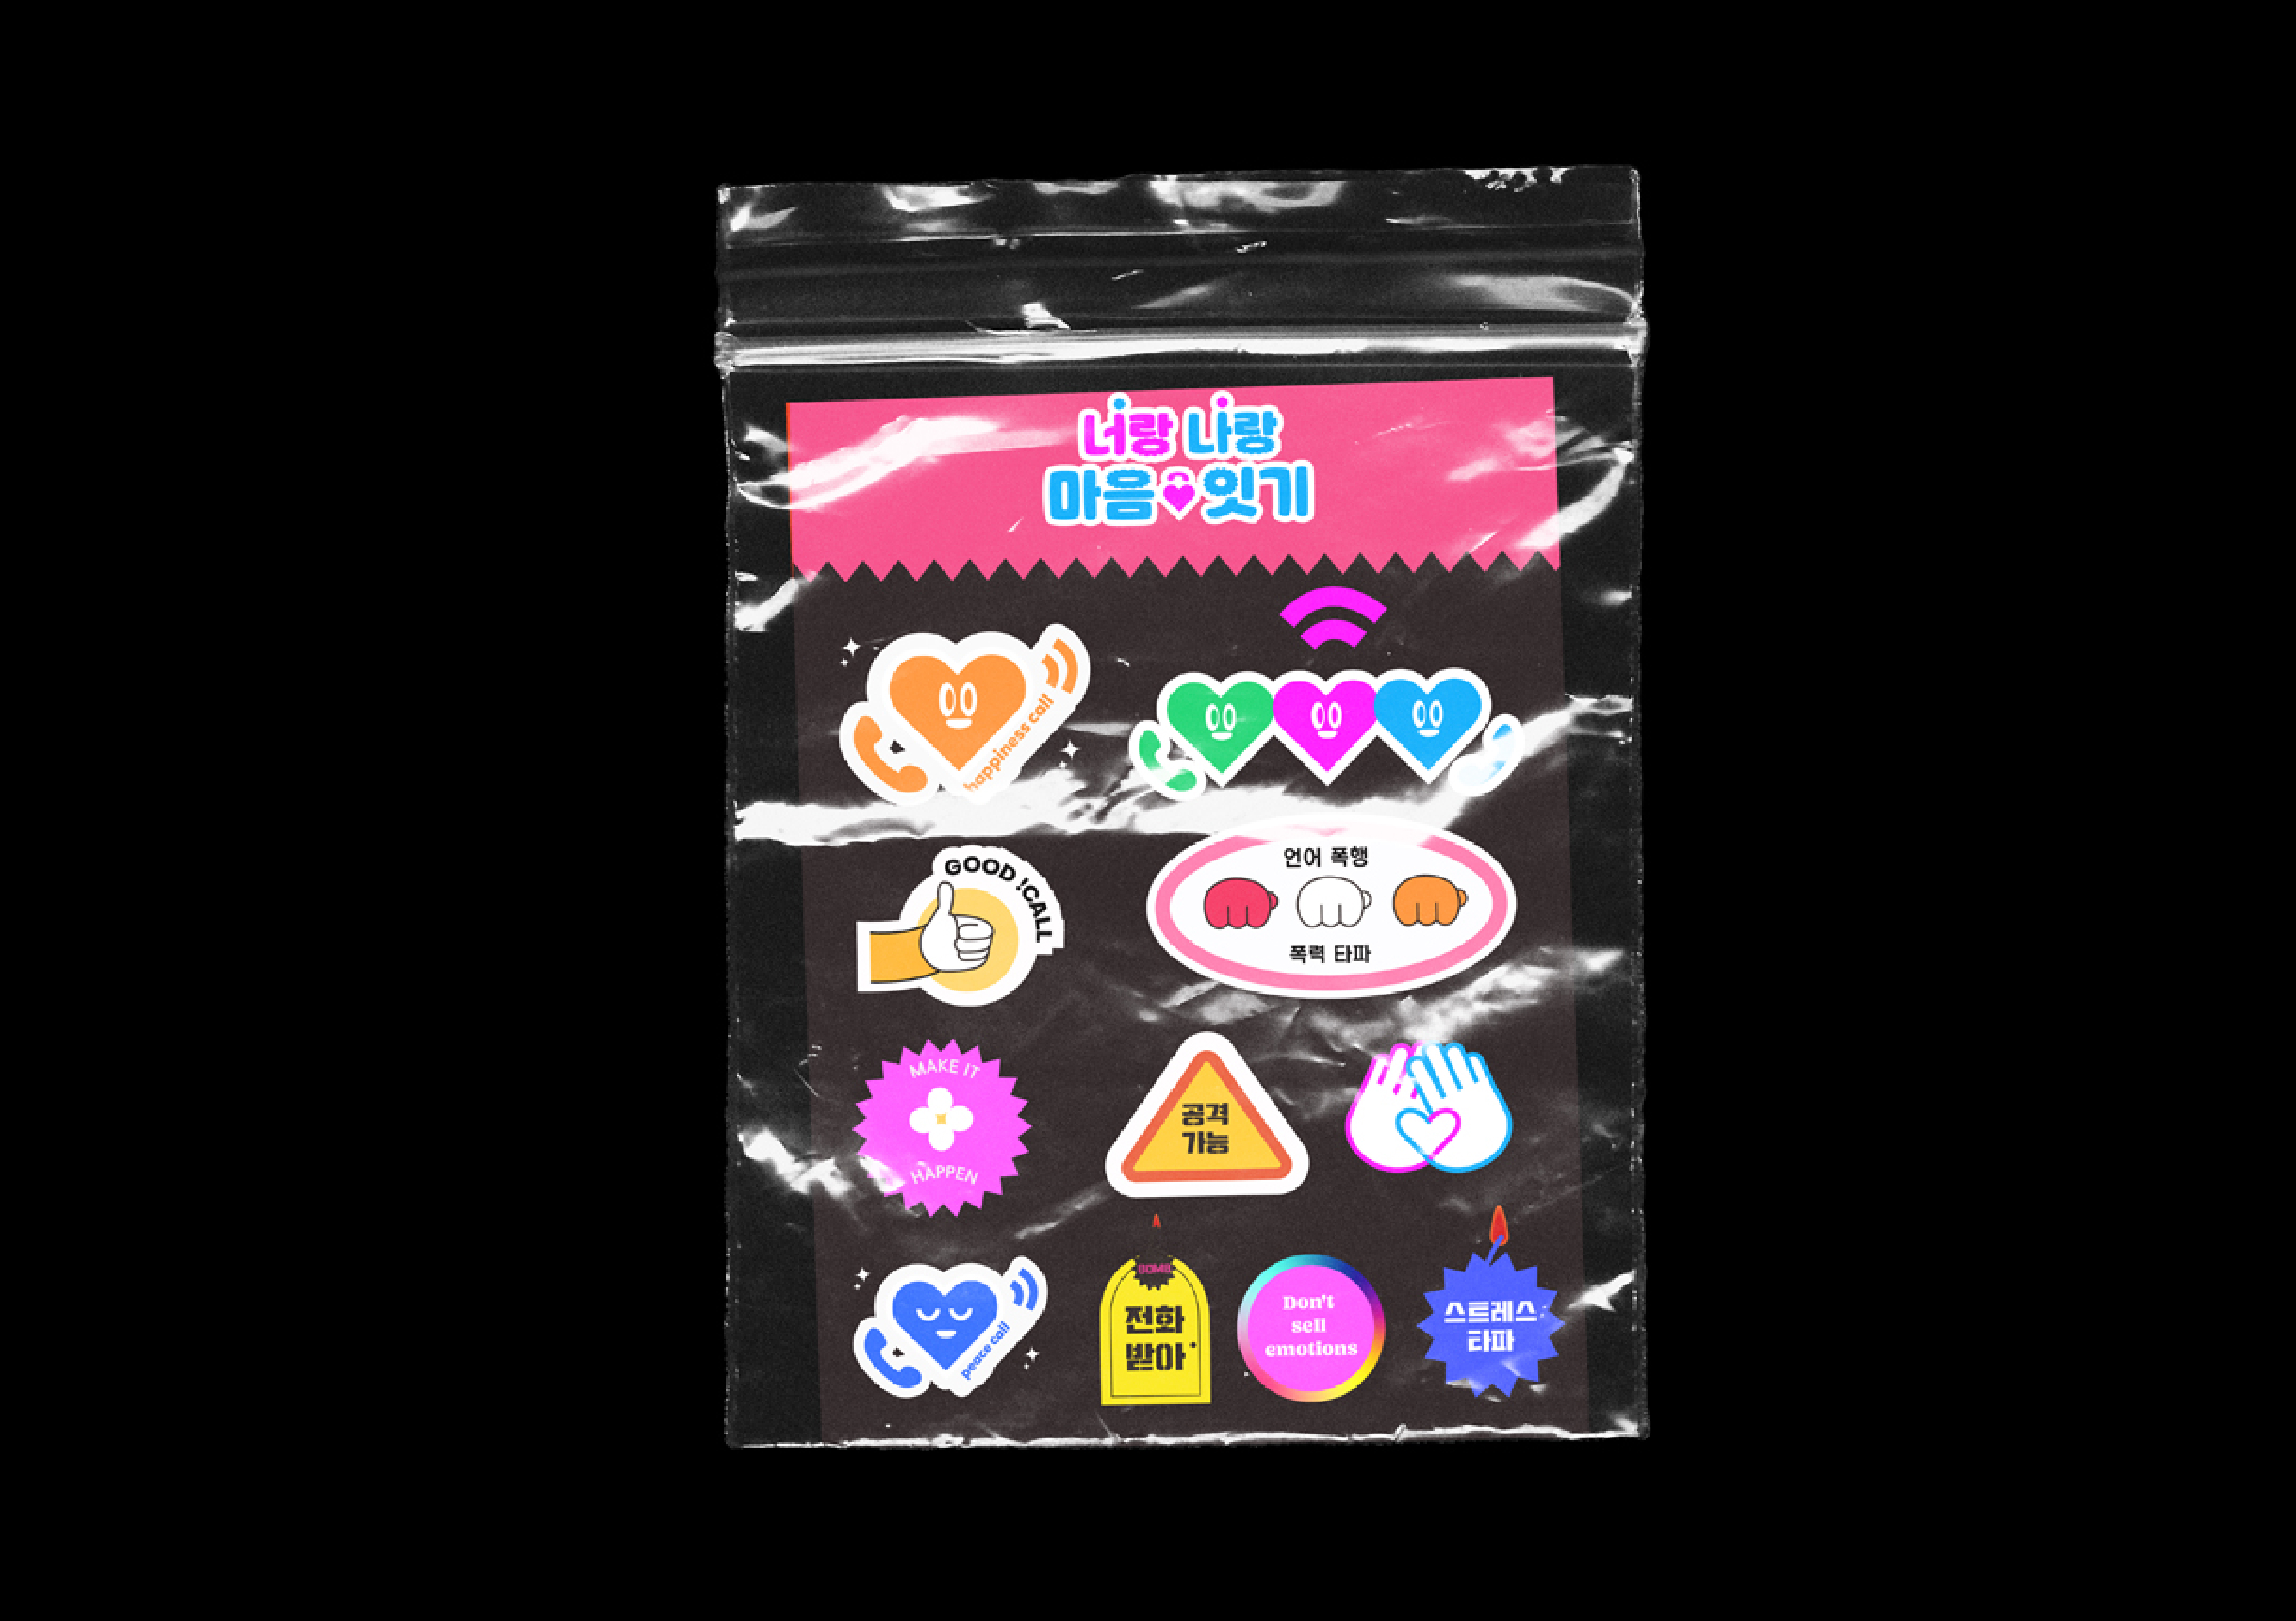 너랑 나랑
마음 잇기
happiness call
GOOD !CALL
언어 폭행
폭력 타파
MAKE IT
HAPPEN
공격
가능
peace call
BOMB
전화
받아
Don't
sell
emotions
스트레스
타파